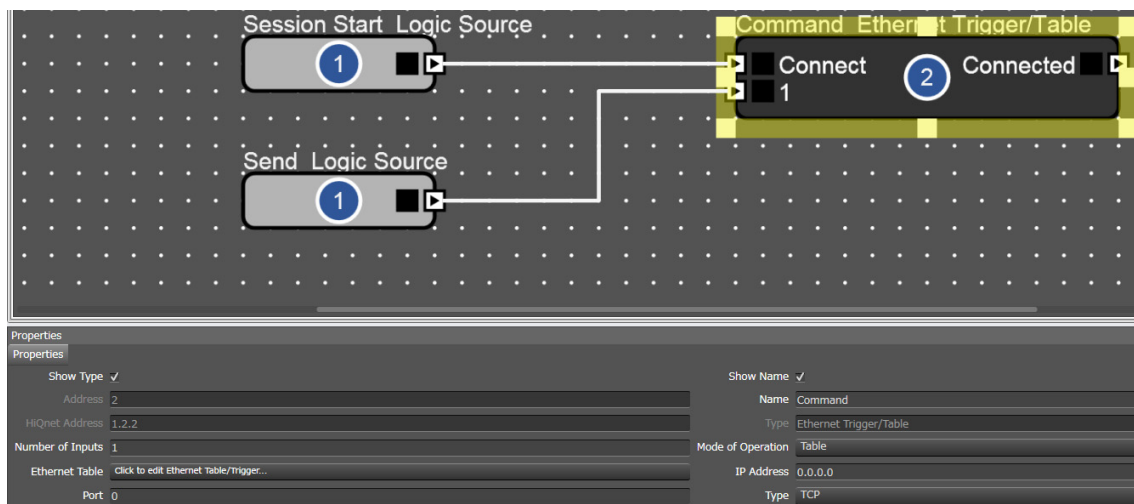 Session Start Logic Source
1
Send Logic Source
1
Command Ethernet Trigger/Table
Connect
1
2
Connected
Properties
Properties
Show Type
Show Name
Address 2
Name Command
HiQnet Address 1.2.2
Type Ethernet Trigger/Table
Number of Inputs 1
Mode of Operation Table
Ethernet Table Click to edit Ethernet Table/Trigger...
IP Address 0.0.0.0
Port 0
Type TCP